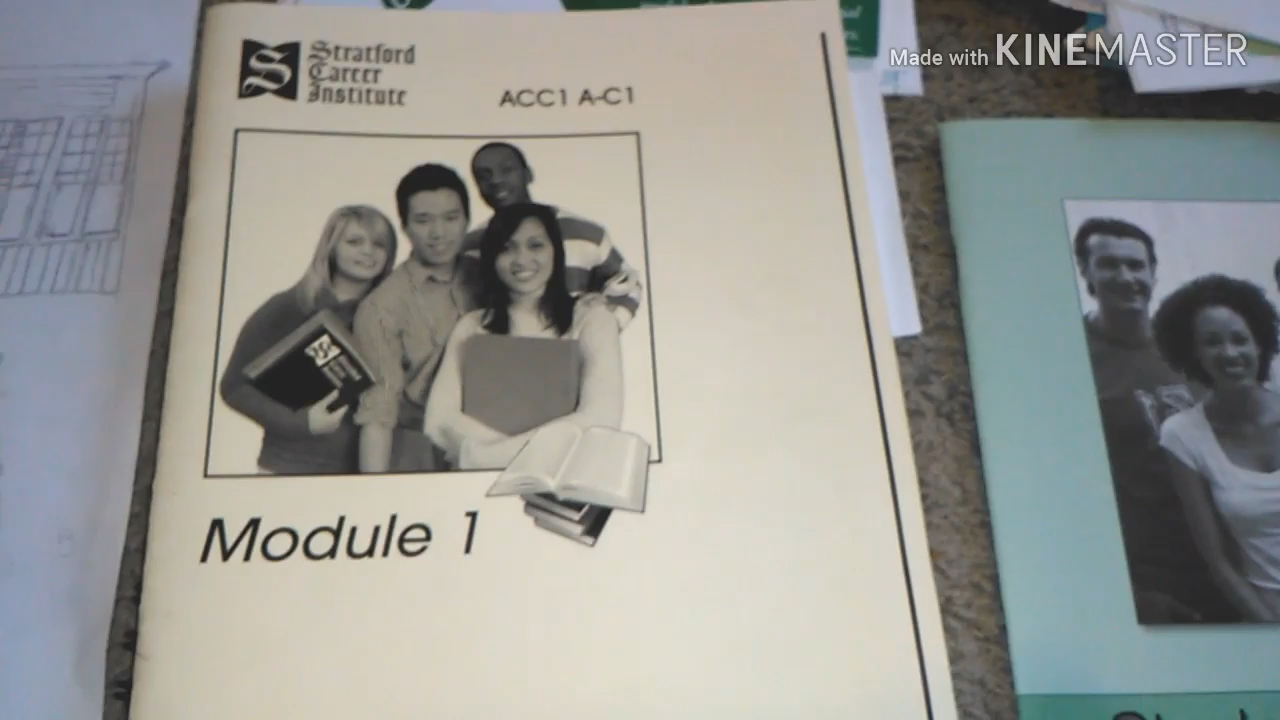 Stratford
Career
Institute
ACC1 A-C1
Made with KINEMASTER
Module 1